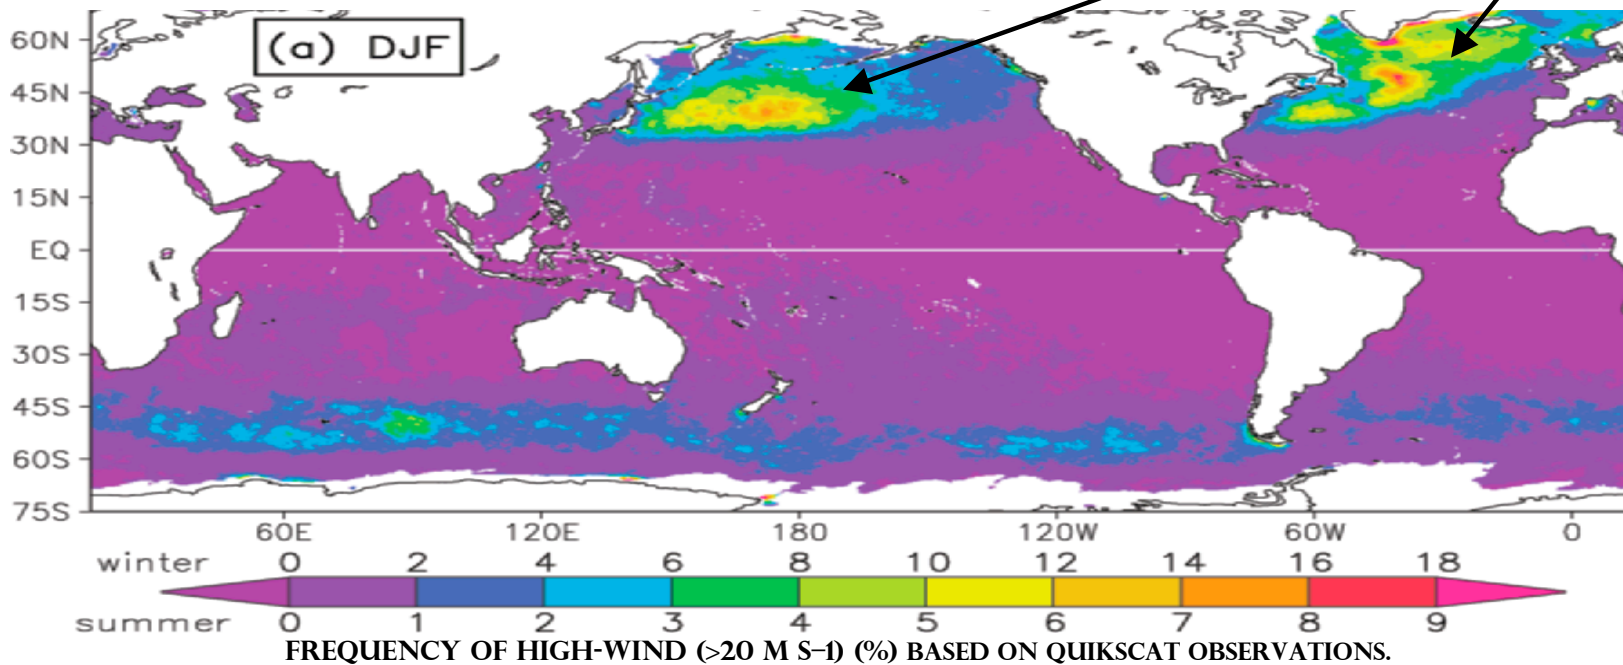 (a) DJF
60N
45N
30N
15N
EQ
15S
30S
45S
60S
75S
60E 120E 180 120W 60W 0
winter 0 2 4 6 8 10 12 14 16 18
summer 0 1 2 3 4 5 6 7 8 9
FREQUENCY OF HIGH-WIND (>20 M S–1) (%) BASED ON QUIKSCAT OBSERVATIONS.